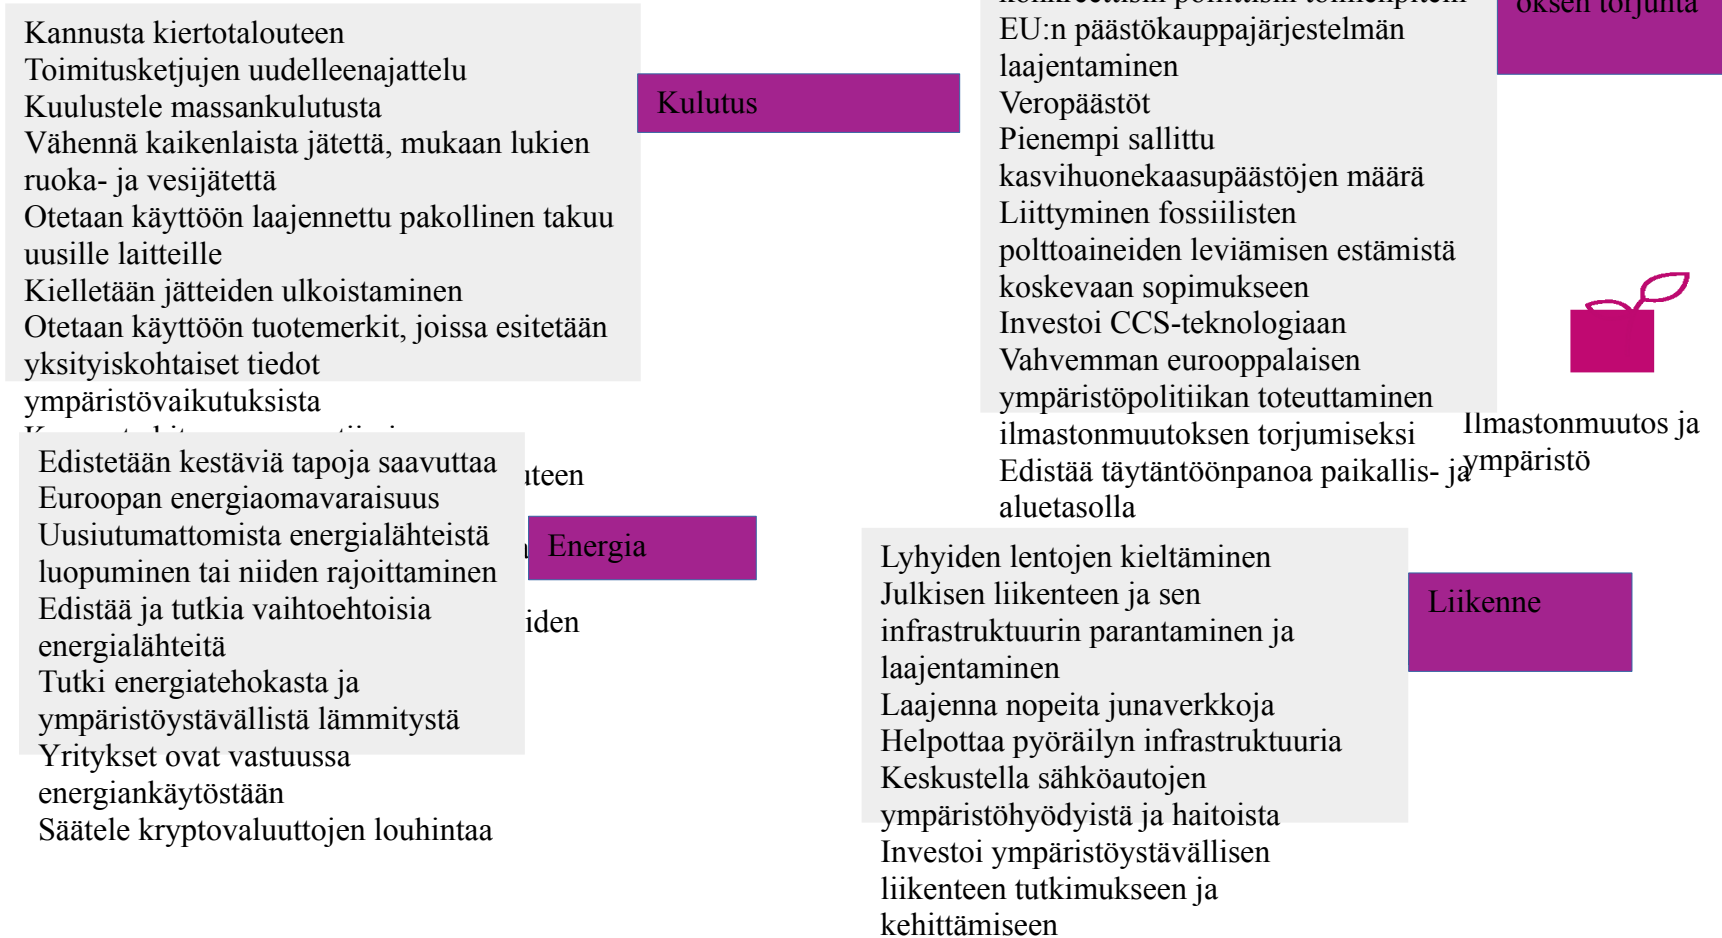 Kannusta kiertotalouteen
Toimitusketjujen uudelleenajattelu
Kuulustele massankulutusta
Vähennä kaikenlaista jätettä, mukaan lukien
ruoka- ja vesijätettä
Otetaan käyttöön laajennettu pakollinen takuu
uusille laitteille
Kielletään jätteiden ulkoistaminen
Otetaan käyttöön tuotemerkit, joissa esitetään
yksityiskohtaiset tiedot
ympäristövaikutuksista
Kulutus
Edistetään kestäviä tapoja saavuttaa
Euroopan energiaomavaraisuus
Uusiutumattomista energialähteistä
luopuminen tai niiden rajoittaminen
Edistää ja tutkia vaihtoehtoisia
energialähteitä
Tutki energiatehokasta ja
ympäristöystävällistä lämmitystä
Yritykset ovat vastuussa
energiankäytöstään
Säätele kryptovaluuttojen louhintaa
uteen
iden
Energia
EU:n päästökauppajärjestelmän
laajentaminen
Veropäästöt
Pienempi sallittu
kasvihuonekaasupäästöjen määrä
Liittyminen fossiilisten
polttoaineiden leviämisen estämistä
koskevaan sopimukseen
Investoi CCS-teknologiaan
Vahvemman eurooppalaisen
ympäristöpolitiikan toteuttaminen
ilmastonmuutoksen torjumiseksi
Edistää täytäntöönpanoa paikallis- ja
aluetasolla
oksen torjunta
Ilmastonmuutos ja
ympäristö
Lyhyiden lentojen kieltäminen
Julkisen liikenteen ja sen
infrastruktuurin parantaminen ja
laajentaminen
Laajenna nopeita junaverkkoja
Helpottaa pyöräilyn infrastruktuuria
Keskustella sähköautojen
ympäristöhyödyistä ja haitoista
Investoi ympäristöystävällisen
liikenteen tutkimukseen ja
kehittämiseen
Liikenne